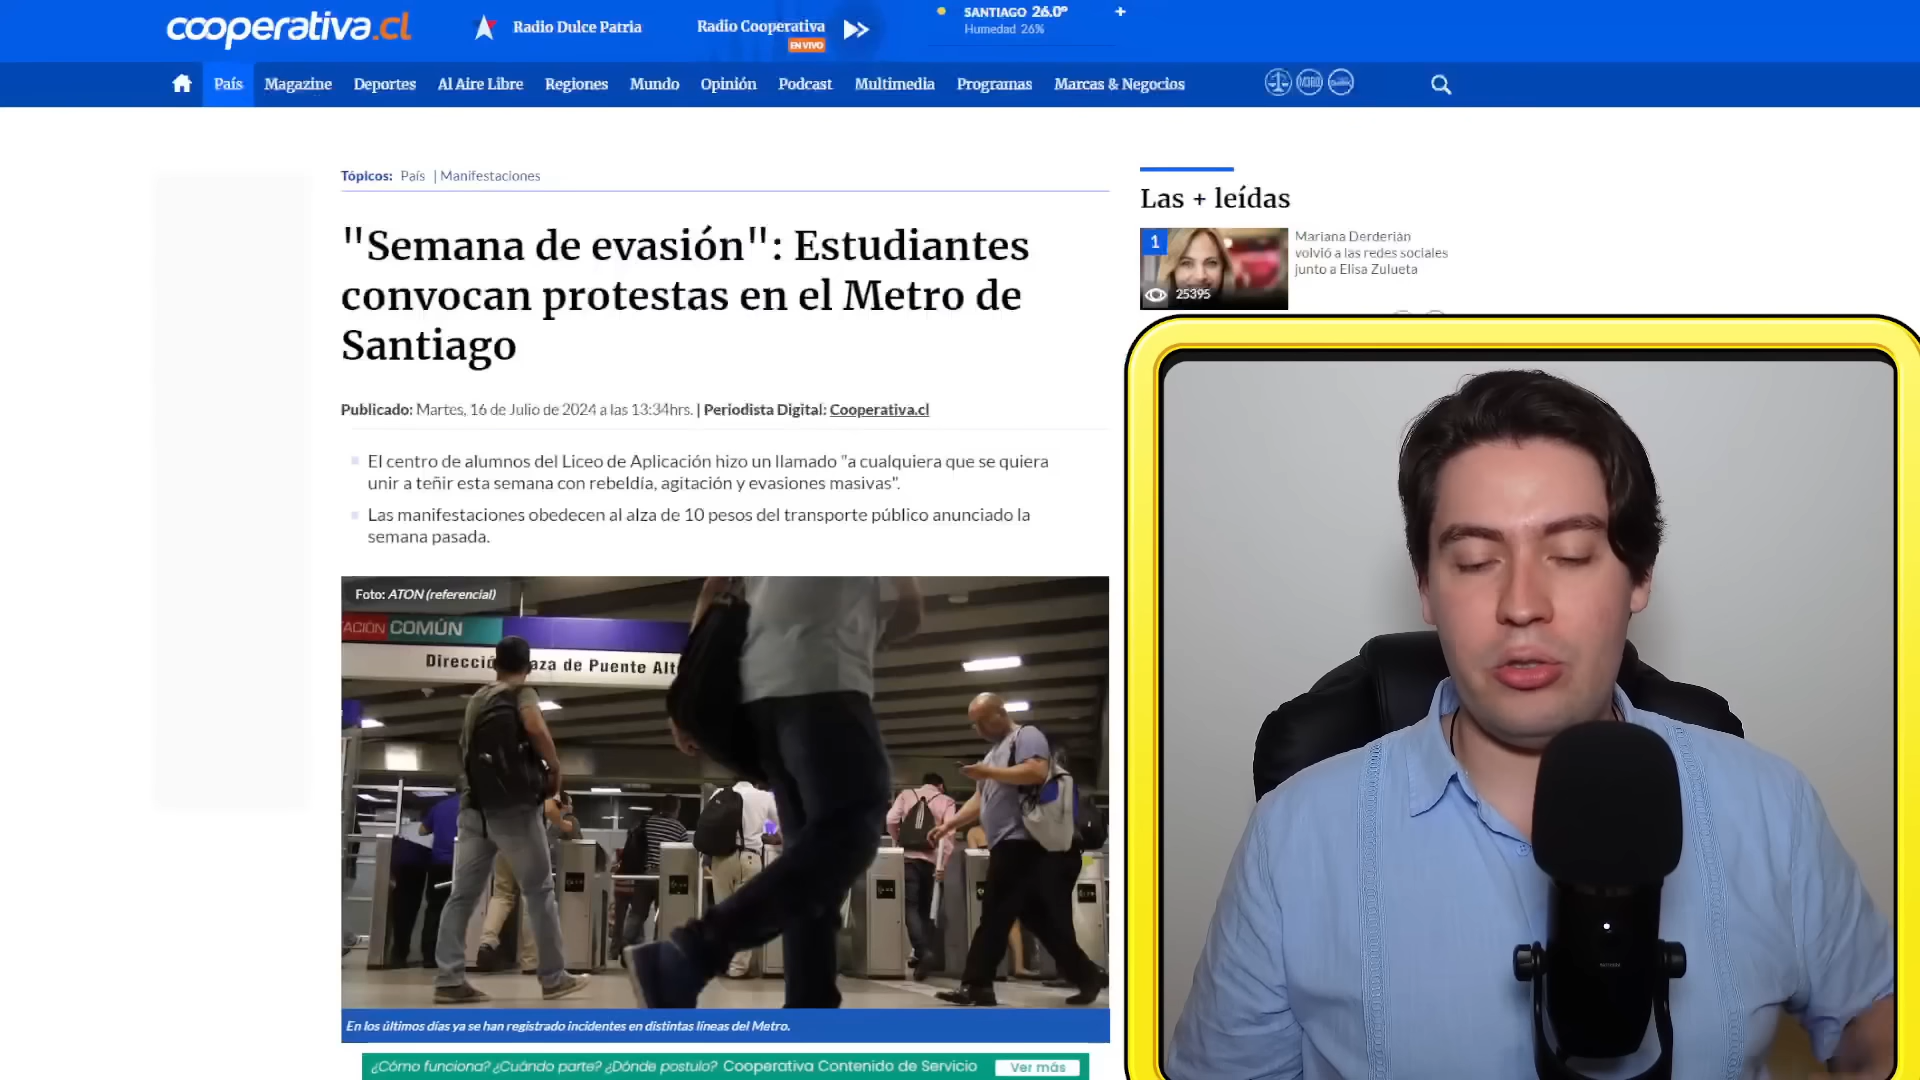 cooperativa.cl
Radio Dulce Patria
Radio Cooperativa
EN VIVO
SANTIAGO 26.0º
Humedad 26%
País
Magazine
Deportes
Al Aire Libre
Regiones
Mundo
Opinión
Podcast
Multimedia
Programas
Marcas & Negocios
Tópicos: País | Manifestaciones
"Semana de evasión": Estudiantes
convocan protestas en el Metro de
Santiago
Publicado: Martes, 16 de Julio de 2024 a las 13:34hrs. | Periodista Digital: Cooperativa.cl
El centro de alumnos del Liceo de Aplicación hizo un llamado "a cualquiera que se quiera
unir a teñir esta semana con rebeldía, agitación y evasiones masivas".
Las manifestaciones obedecen al alza de 10 pesos del transporte público anunciado la
semana pasada.
Foto: ATON (referencial)
ACIÓN COMÚN
Direcció aza de Puente Alt
En los últimos días ya se han registrado incidentes en distintas líneas del Metro.
¿Cómo funciona? ¿Cuándo parte? ¿Dónde postulo? Cooperativa Contenido de Servicio
Ver más
Las + leídas
1
25395
Mariana Derderián
volvió a las redes sociales
junto a Elisa Zulueta